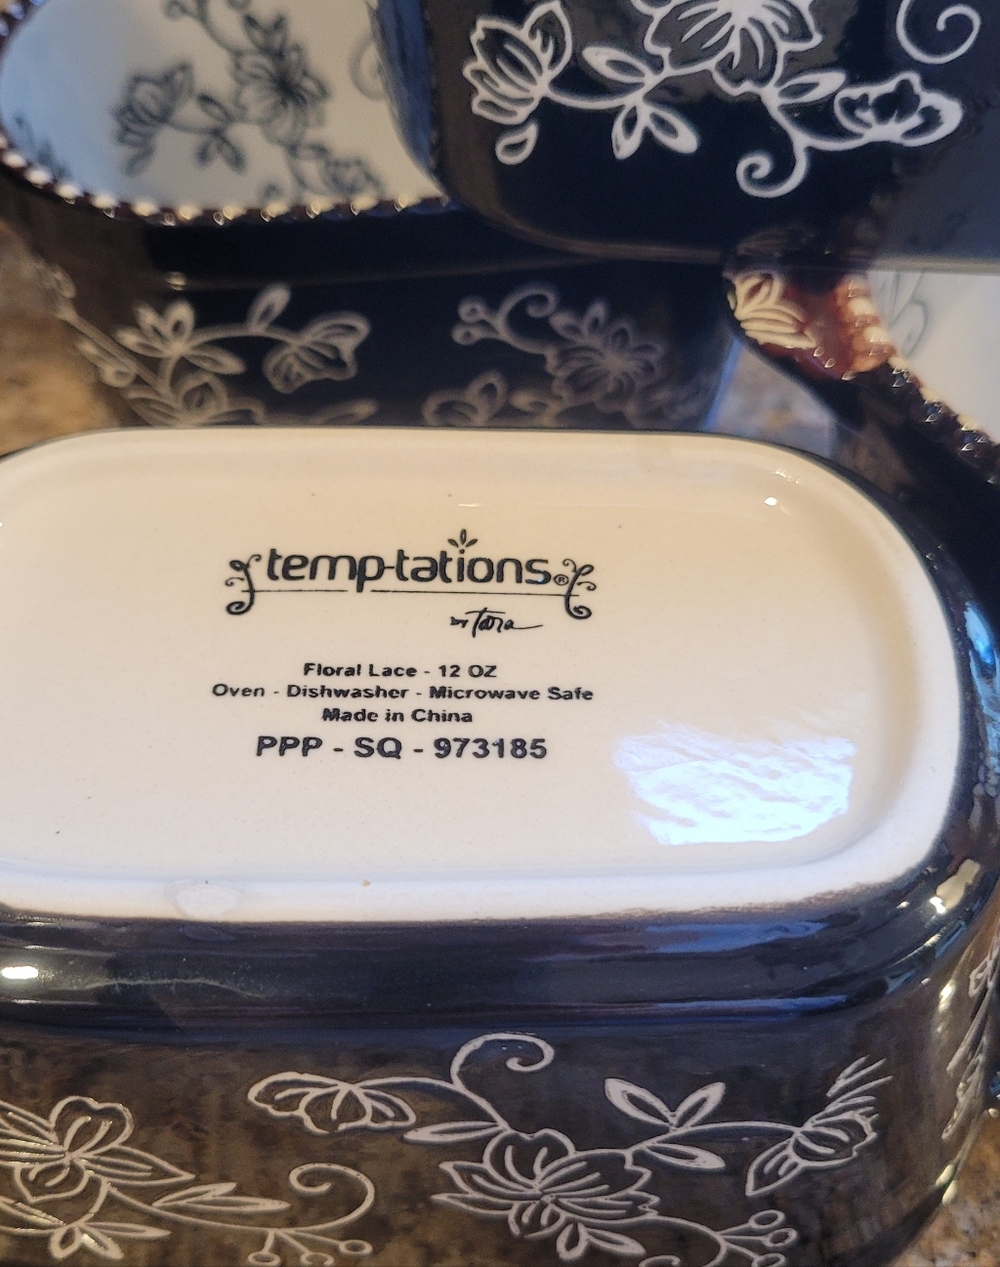 temp-tations®
by Tara
Floral Lace - 12 OZ
Oven - Dishwasher - Microwave Safe
Made in China
PPP - SQ - 973185